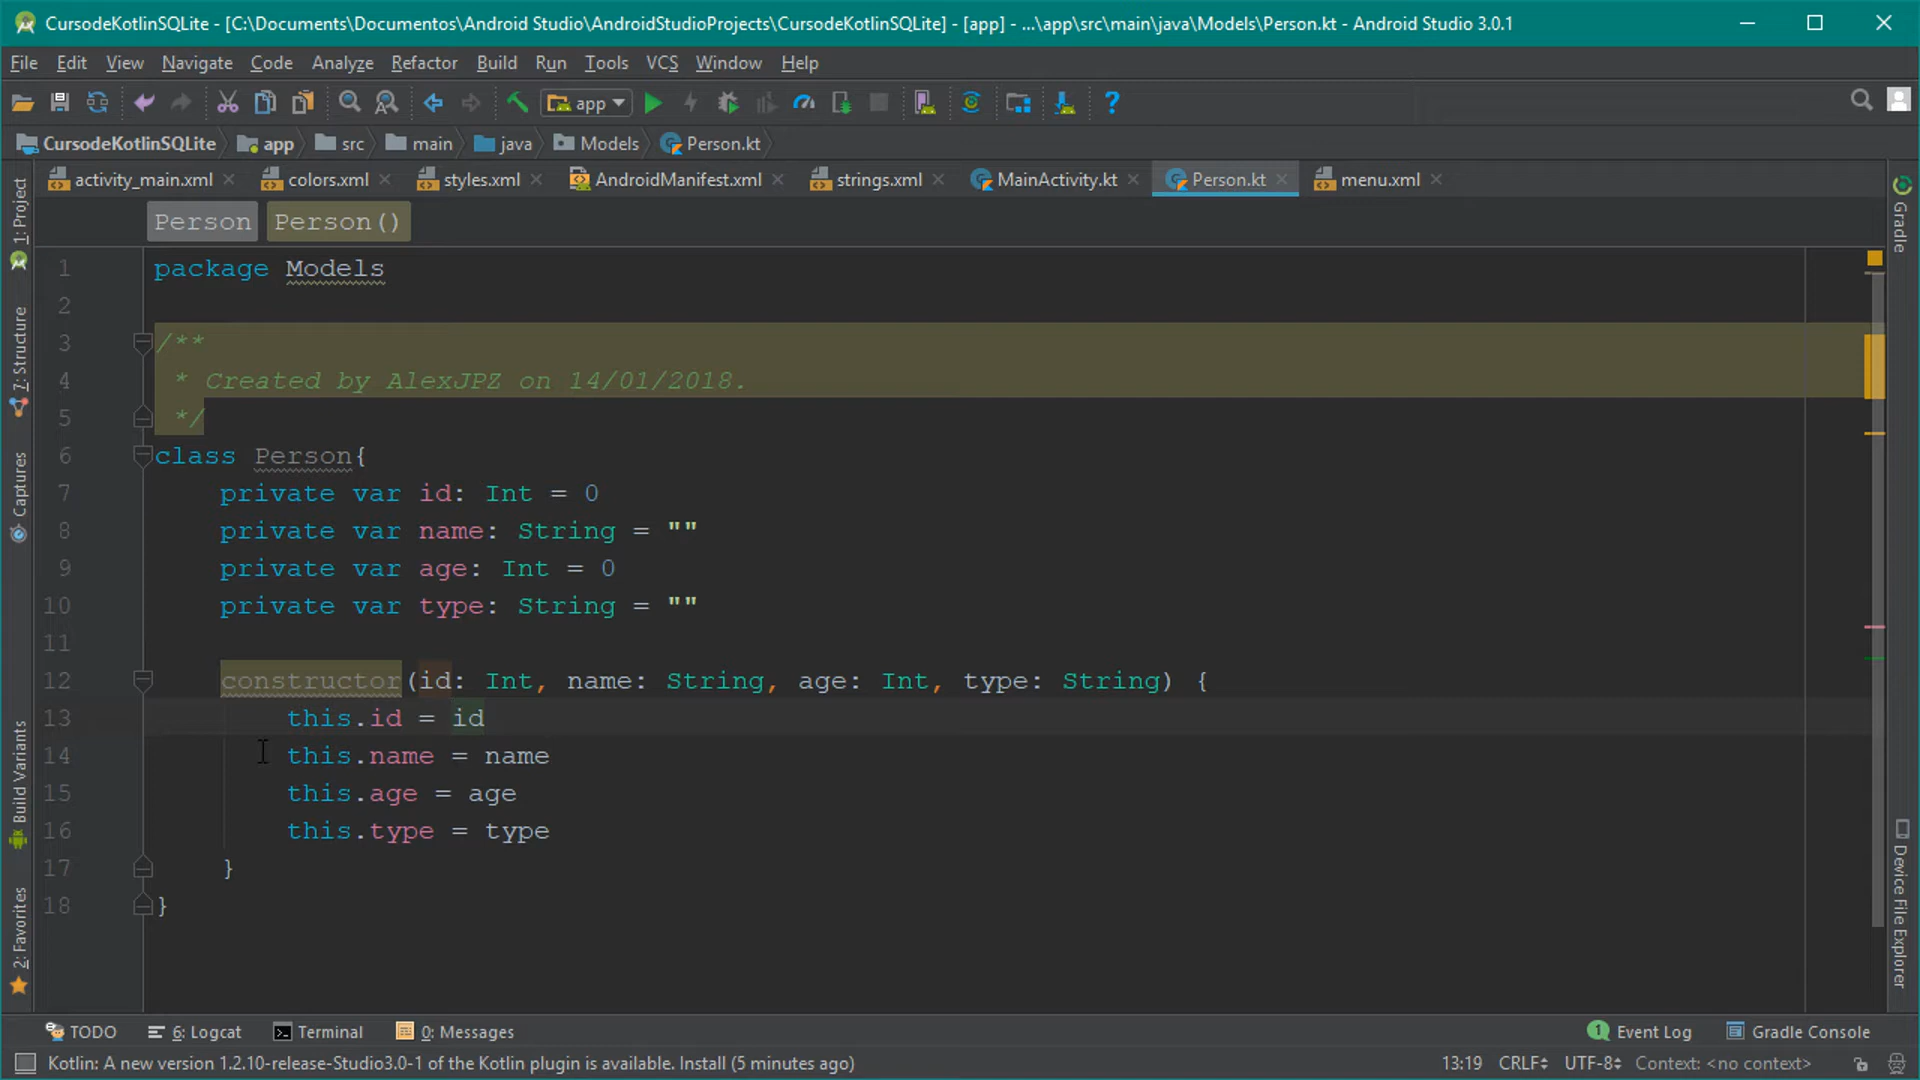 CursodeKotlinSQLite - [C:\Documents\Documentos\Android Studio\AndroidStudioProjects\CursodeKotlinSQLite] - [app] - ...\app\src\main\java\Models\Person.kt - Android Studio 3.0.1
File Edit View Navigate Code Analyze Refactor Build Run Tools VCS Window Help
app
CursodeKotlinSQLite app src main java Models Person.kt
activity_main.xml colors.xml styles.xml AndroidManifest.xml strings.xml MainActivity.kt Person.kt menu.xml
Person Person()
1 package Models
2
3 /**
4 * Created by AlexJPZ on 14/01/2018.
5 */
6 class Person{
7 private var id: Int = 0
8 private var name: String = ""
9 private var age: Int = 0
10 private var type: String = ""
11
12 constructor(id: Int, name: String, age: Int, type: String) {
13 this.id = id
14 this.name = name
15 this.age = age
16 this.type = type
17 }
18 }
1: Project
7: Structure
Captures
Build Variants
2: Favorites
Gradle
Device File Explorer
TODO 6: Logcat Terminal 0: Messages 1 Event Log Gradle Console
Kotlin: A new version 1.2.10-release-Studio3.0-1 of the Kotlin plugin is available. Install (5 minutes ago) 13:19 CRLF UTF-8 Context: <no context>